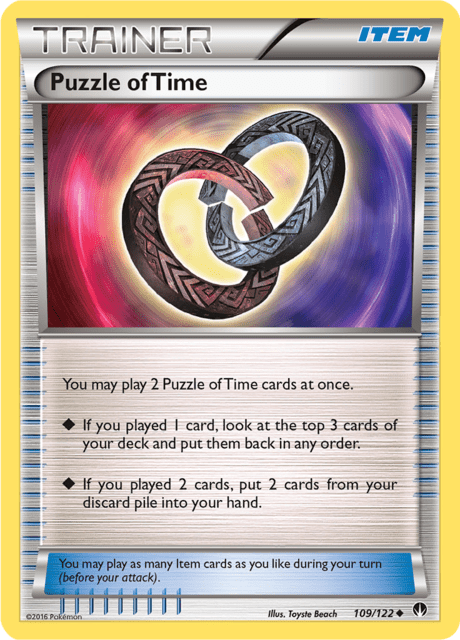 TRAINER
ITEM
Puzzle of Time
You may play 2 Puzzle of Time cards at once.
◆ If you played 1 card, look at the top 3 cards of
your deck and put them back in any order.
◆ If you played 2 cards, put 2 cards from your
discard pile into your hand.
You may play as many Item cards as you like during your turn
(before your attack).
©2016 Pokémon
Illus. Toyste Beach
109/122 ◆